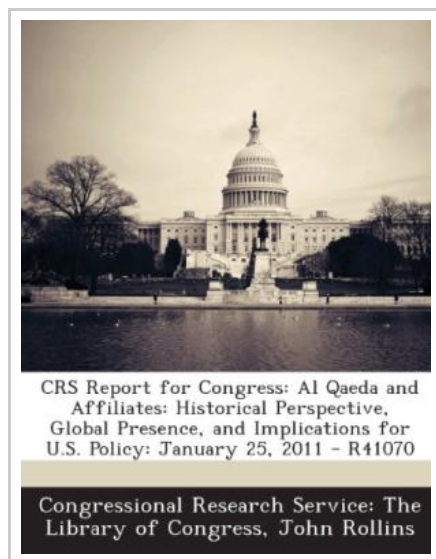 CRS Report for Congress: Al Qaeda and
Affiliates: Historical Perspective,
Global Presence, and Implications for
U.S. Policy: January 25, 2011 - R41070
Congressional Research Service: The
Library of Congress, John Rollins